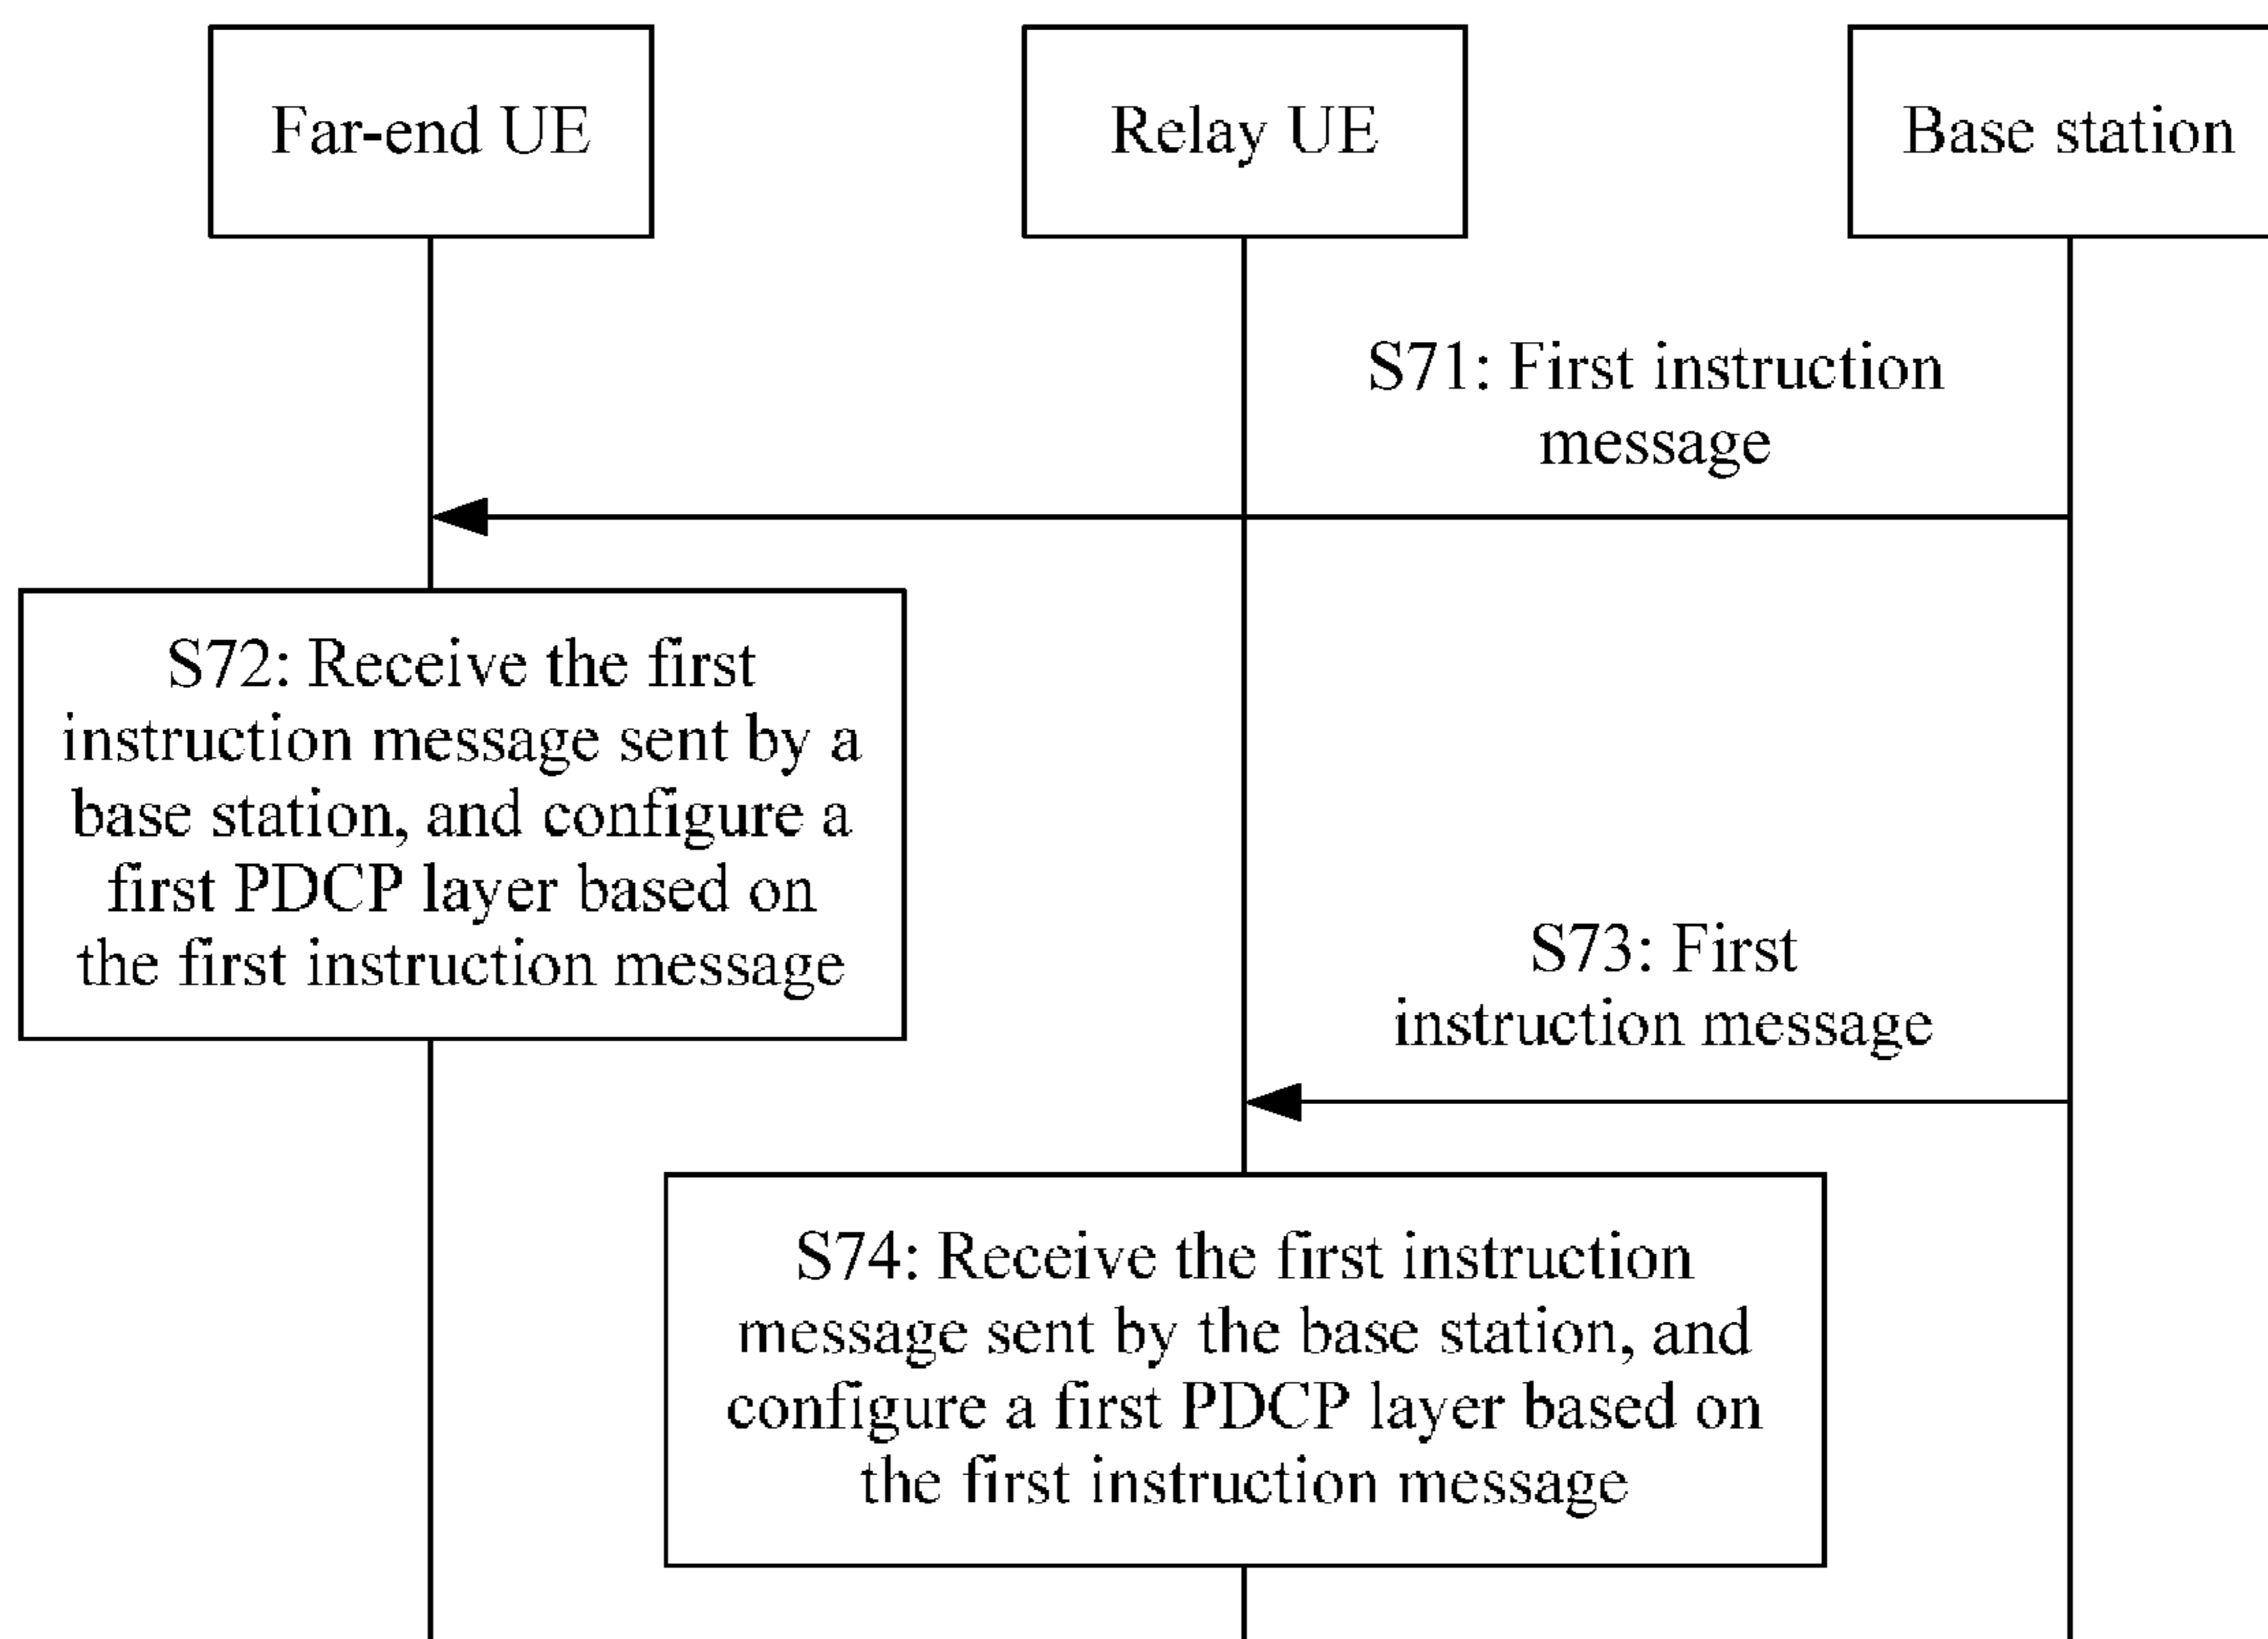 Far-end UE
Relay UE
Base station
S71: First instruction
message
S72: Receive the first
instruction message sent by a
base station, and configure a
first PDCP layer based on
the first instruction message
S73: First
instruction message
S74: Receive the first instruction
message sent by the base station, and
configure a first PDCP layer based on
the first instruction message